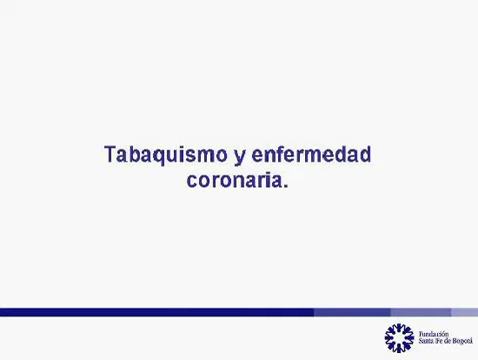 Tabaquismo y enfermedad
coronaria.
Fundación
Santa Fe de Bogotá